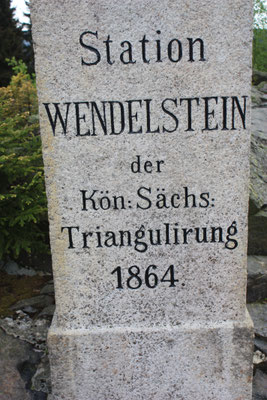 Station
WENDELSTEIN
der
Kön: Sächs:
Triangulirung
1864.